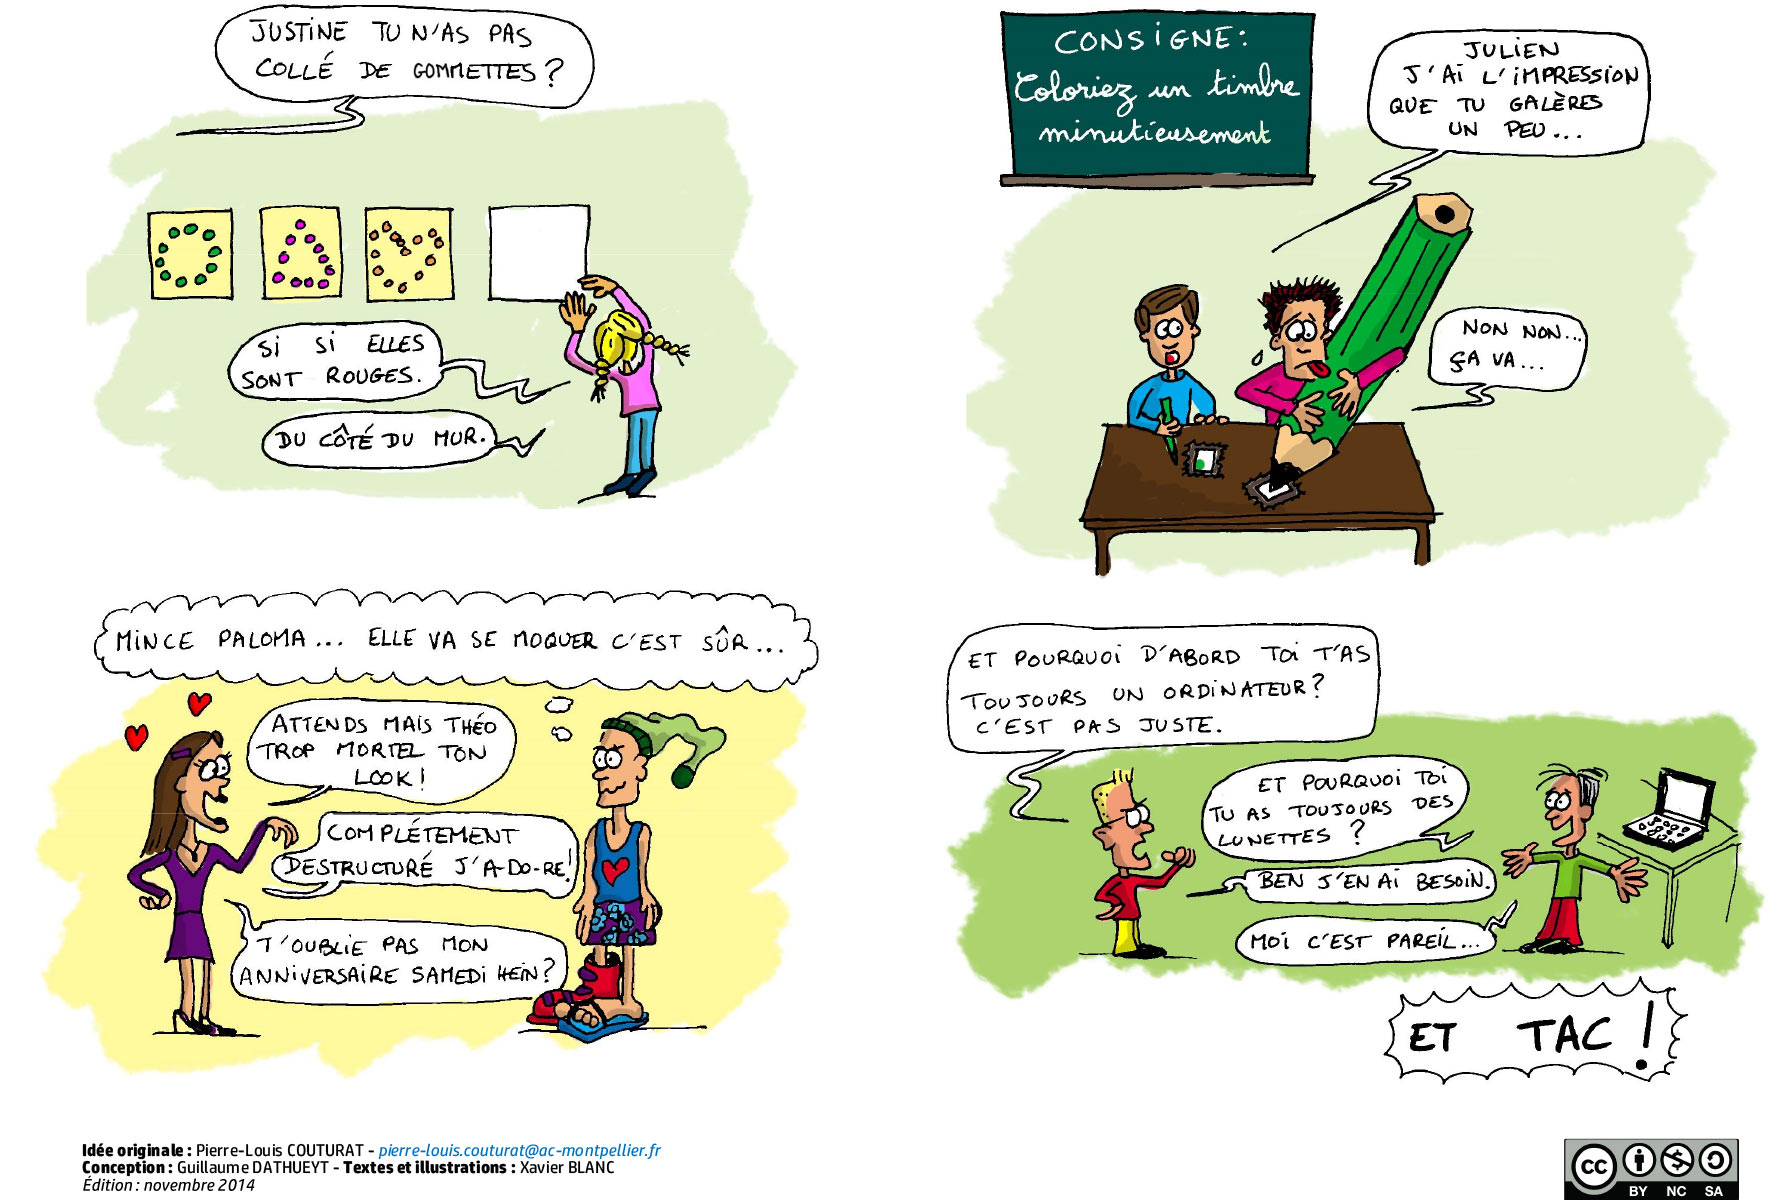 JUSTINE TU N'AS PAS
COLLÉ DE GOMMETTES ?
SI SI ELLES
SONT ROUGES.
DU CÔTÉ DU MUR.
CONSIGNE :
Coloriez un timbre
minutieusement
JULIEN
J'AI L'IMPRESSION
QUE TU GALÈRES
UN PEU...
NON NON...
ÇA VA...
MINCE PALOMA... ELLE VA SE MOQUER C'EST SÛR...
ATTENDS MAIS THÉO
TROP MORTEL TON
LOOK !
COMPLÉTEMENT
DESTRUCTURÉ J'A-DO-RE !
T'OUBLIE PAS MON
ANNIVERSAIRE SAMEDI HEIN ?
ET POURQUOI D'ABORD TOI T'AS
TOUJOURS UN ORDINATEUR ?
C'EST PAS JUSTE.
ET POURQUOI TOI
TU AS TOUJOURS DES
LUNETTES ?
BEN J'EN AI BESOIN.
MOI C'EST PAREIL...
ET TAC !
Idée originale : Pierre-Louis COUTURAT - pierre-louis.couturat@ac-montpellier.fr
Conception : Guillaume DATHUEYT - Textes et illustrations : Xavier BLANC
Édition : novembre 2014
cc
BY NC SA